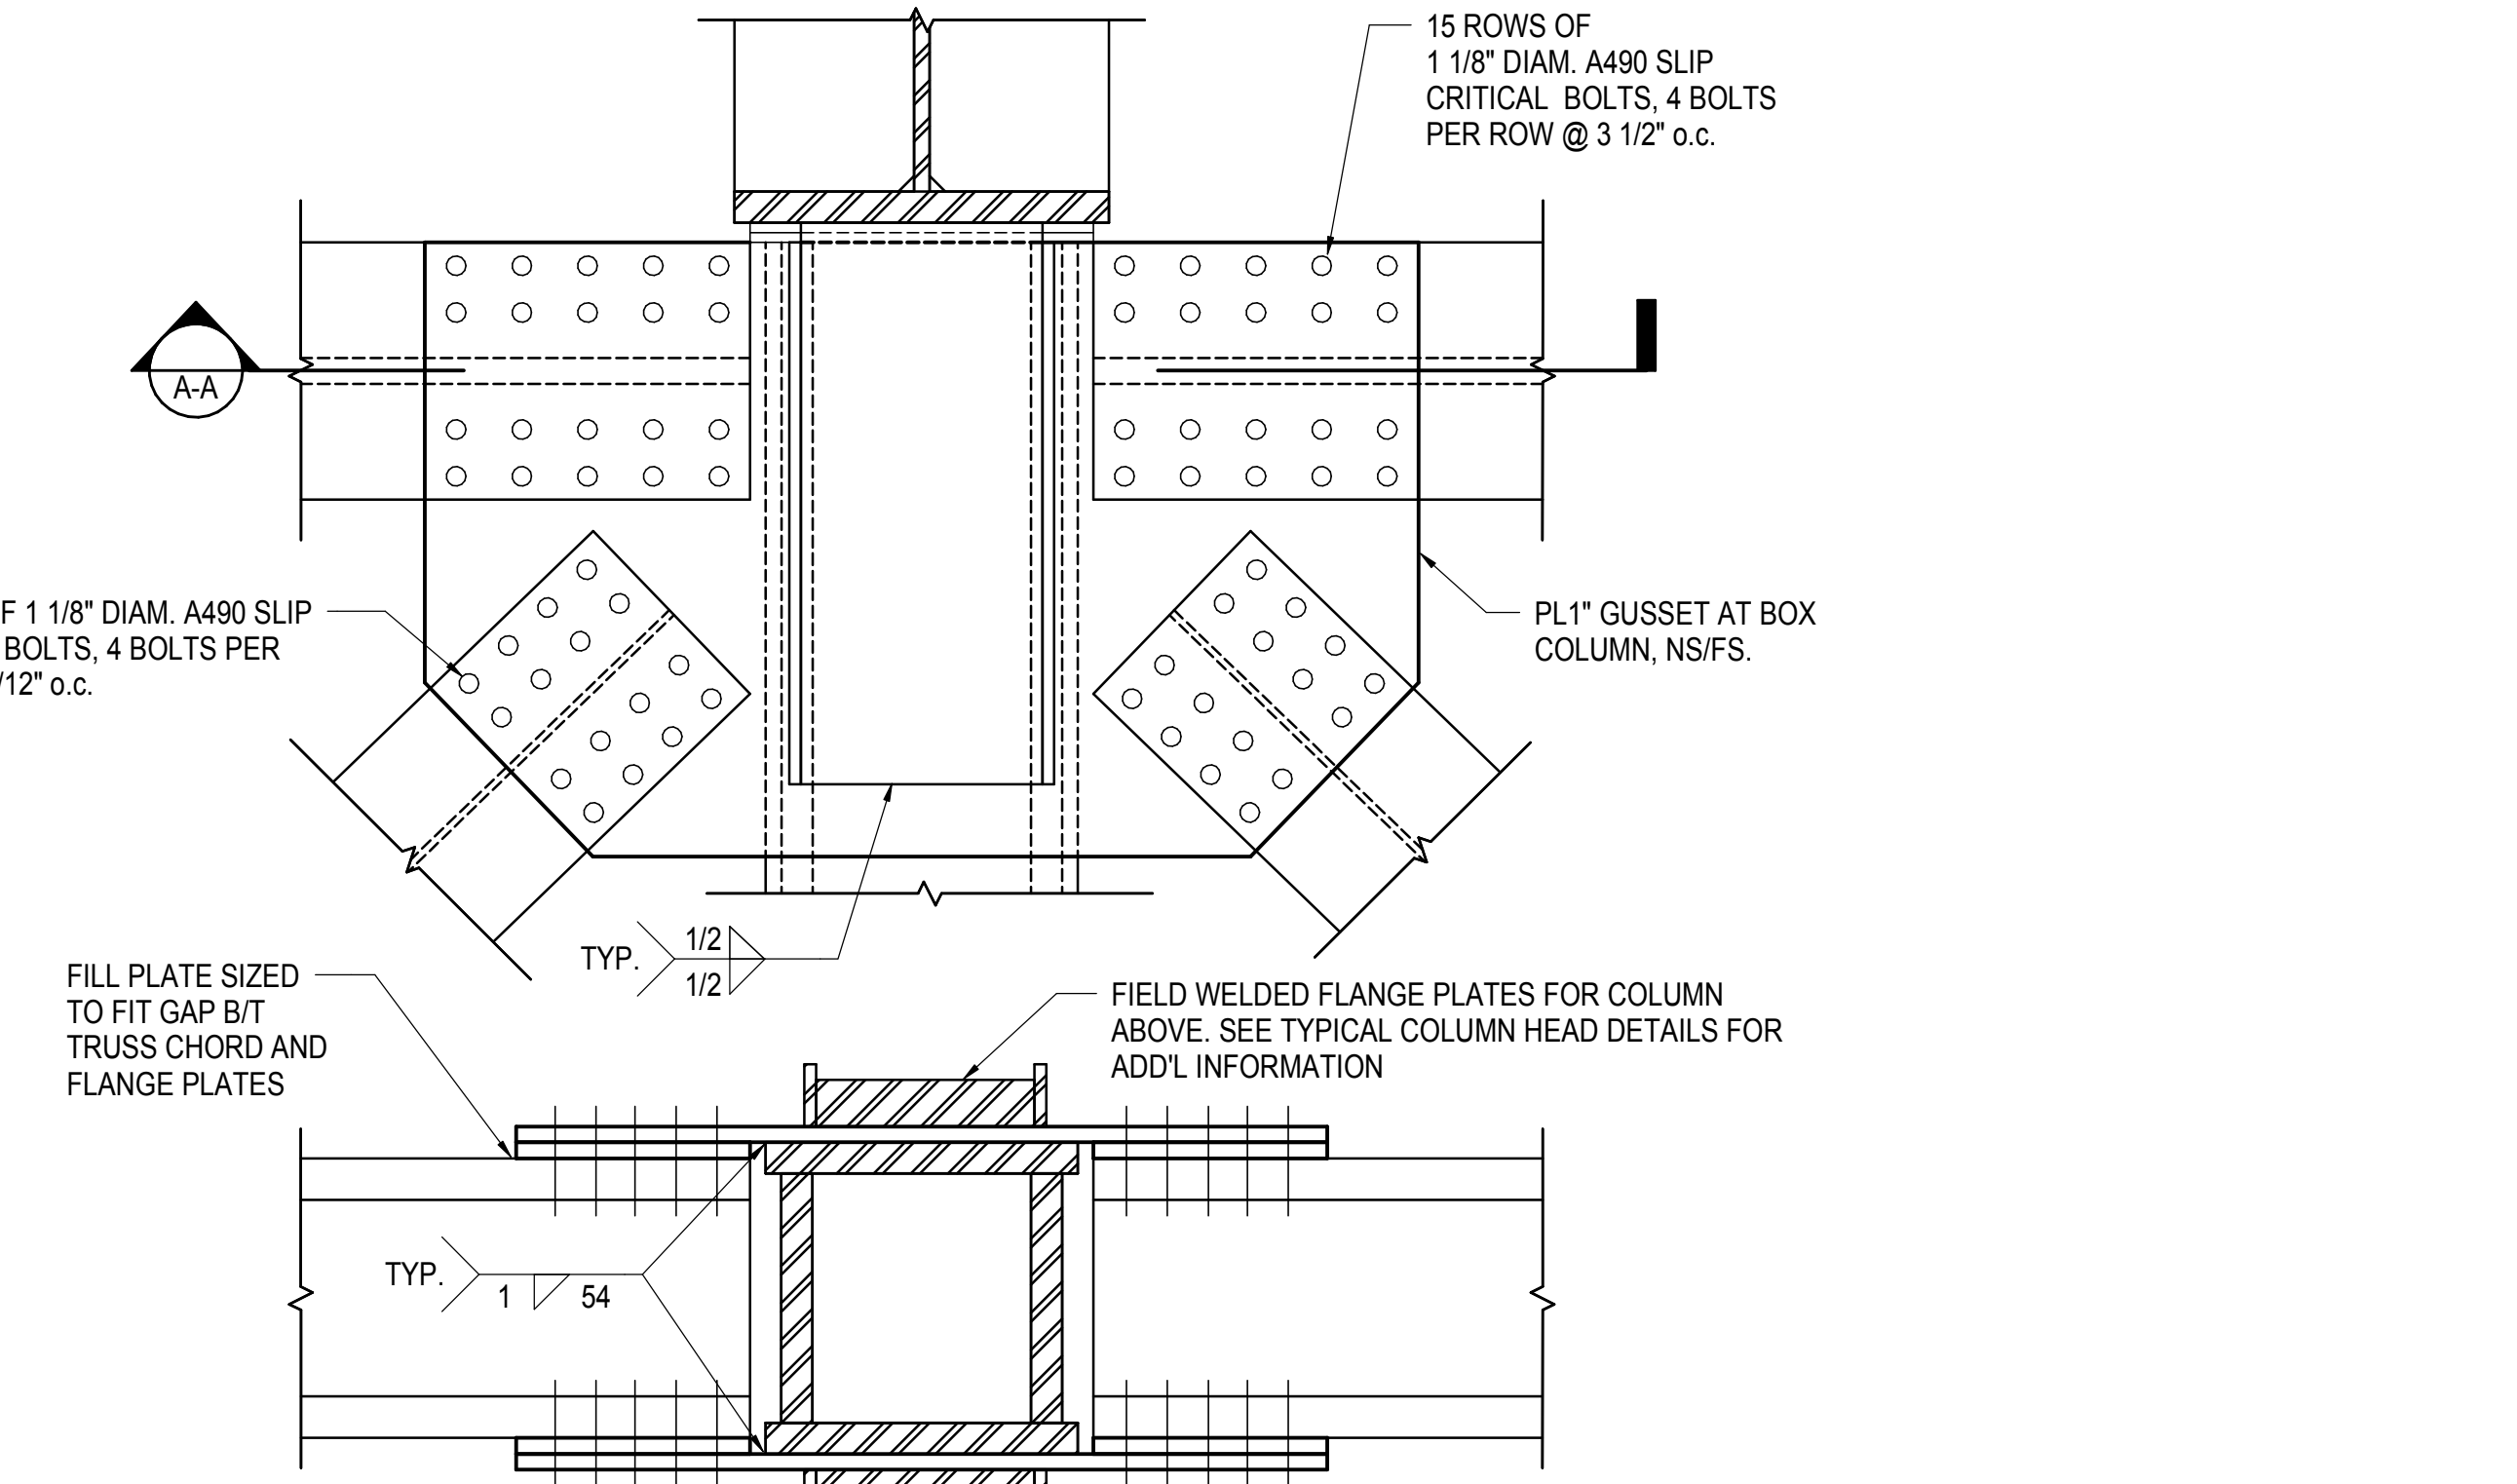 15 ROWS OF
1 1/8" DIAM. A490 SLIP
CRITICAL BOLTS, 4 BOLTS
PER ROW @ 3 1/2" o.c.
A-A
F 1 1/8" DIAM. A490 SLIP
BOLTS, 4 BOLTS PER
/12" o.c.
PL1" GUSSET AT BOX
COLUMN, NS/FS.
TYP.
1/2
1/2
FILL PLATE SIZED
TO FIT GAP B/T
TRUSS CHORD AND
FLANGE PLATES
FIELD WELDED FLANGE PLATES FOR COLUMN
ABOVE. SEE TYPICAL COLUMN HEAD DETAILS FOR
ADD'L INFORMATION
TYP.
1 54